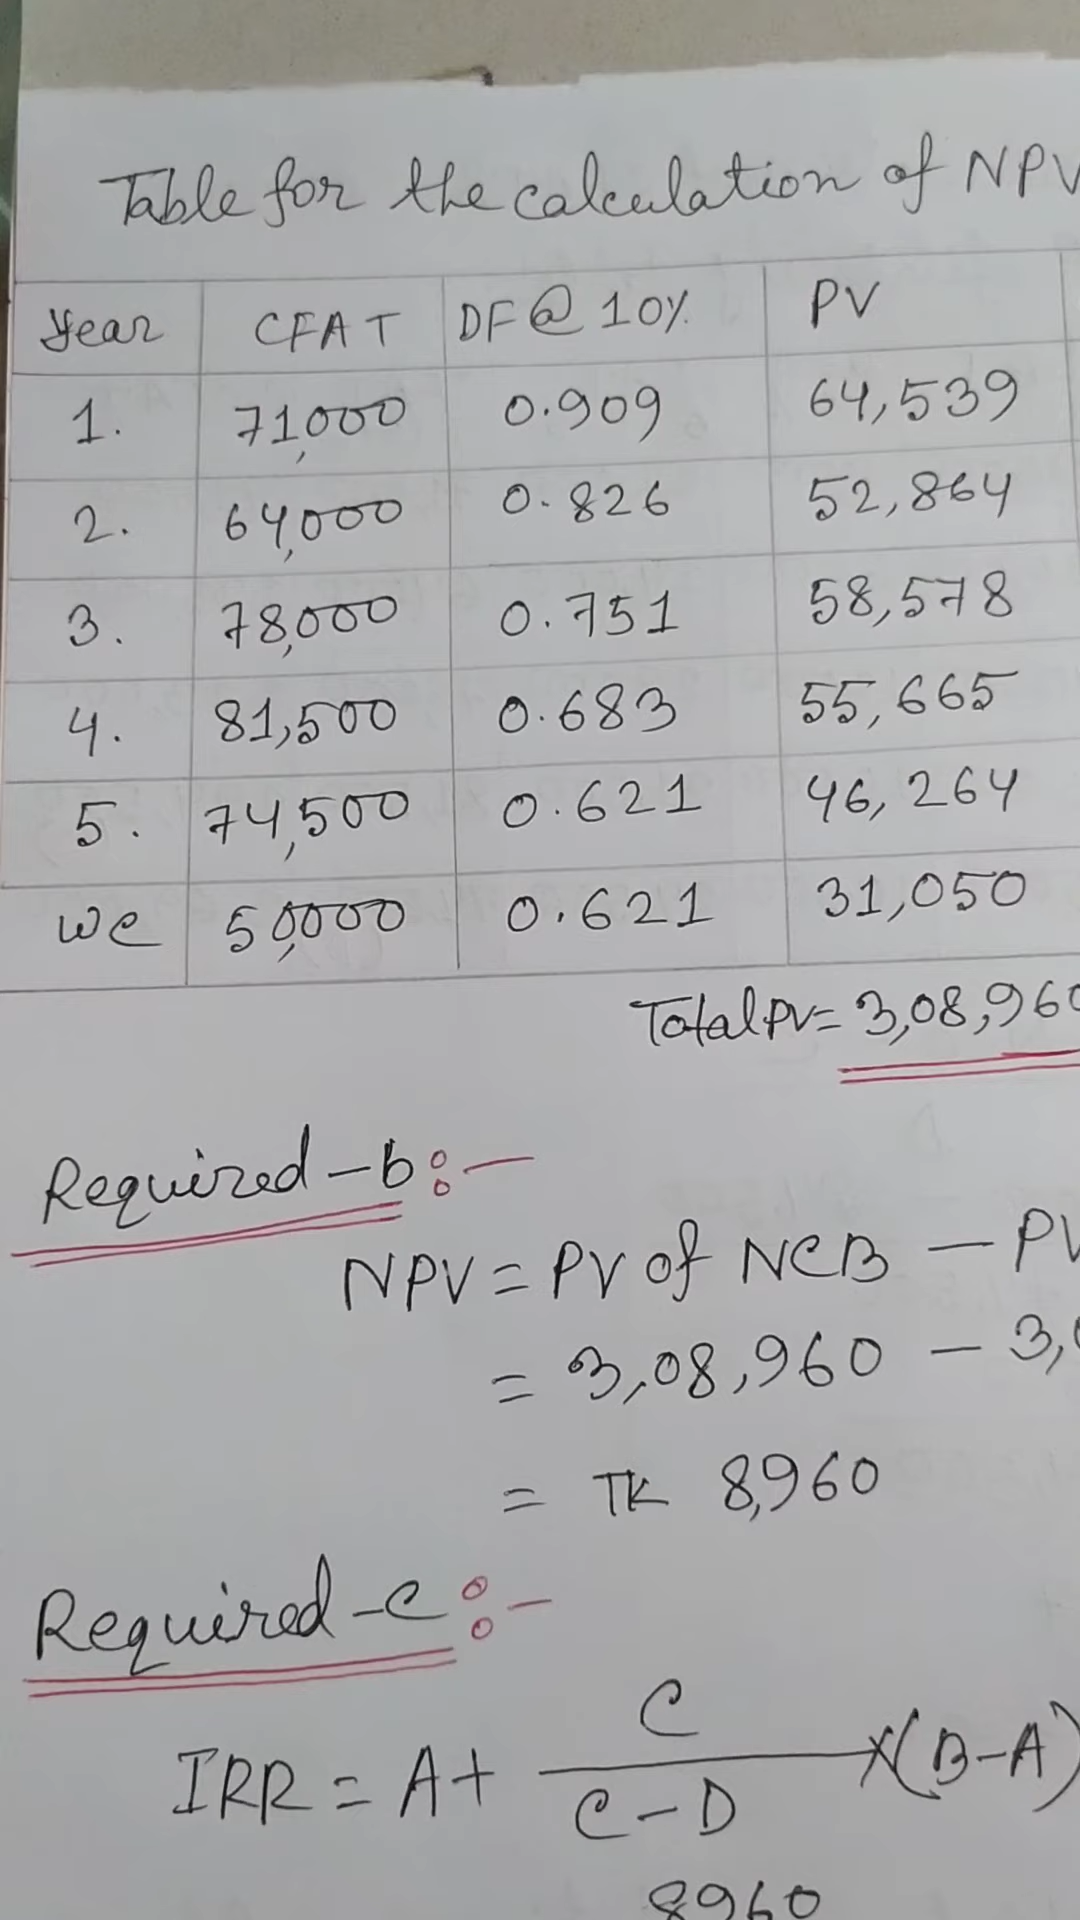 Table for the calculation of NPV
Year CFAT DF@ 10% PV
1. 71,000 0.909 64,539
2. 64,000 0.826 52,864
3. 78,000 0.751 58,578
4. 81,500 0.683 55,665
5. 74,500 0.621 46,264
WC 50,000 0.621 31,050
Total PV= 3,08,960
Required-b:-
NPV = PV of NCB - PV
= 3,08,960 - 3,
= TK 8,960
Required-c:-
IRR = A+ C
C-D ×(B-A)
8960